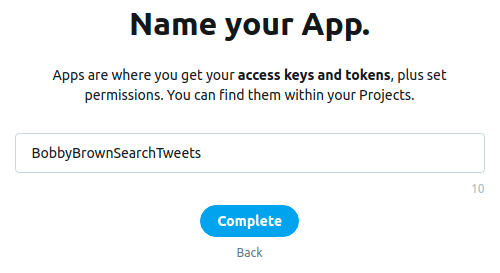 Name your App.
Apps are where you get your access keys and tokens, plus set
permissions. You can find them within your Projects.
BobbyBrownSearchTweets
10
Complete
Back